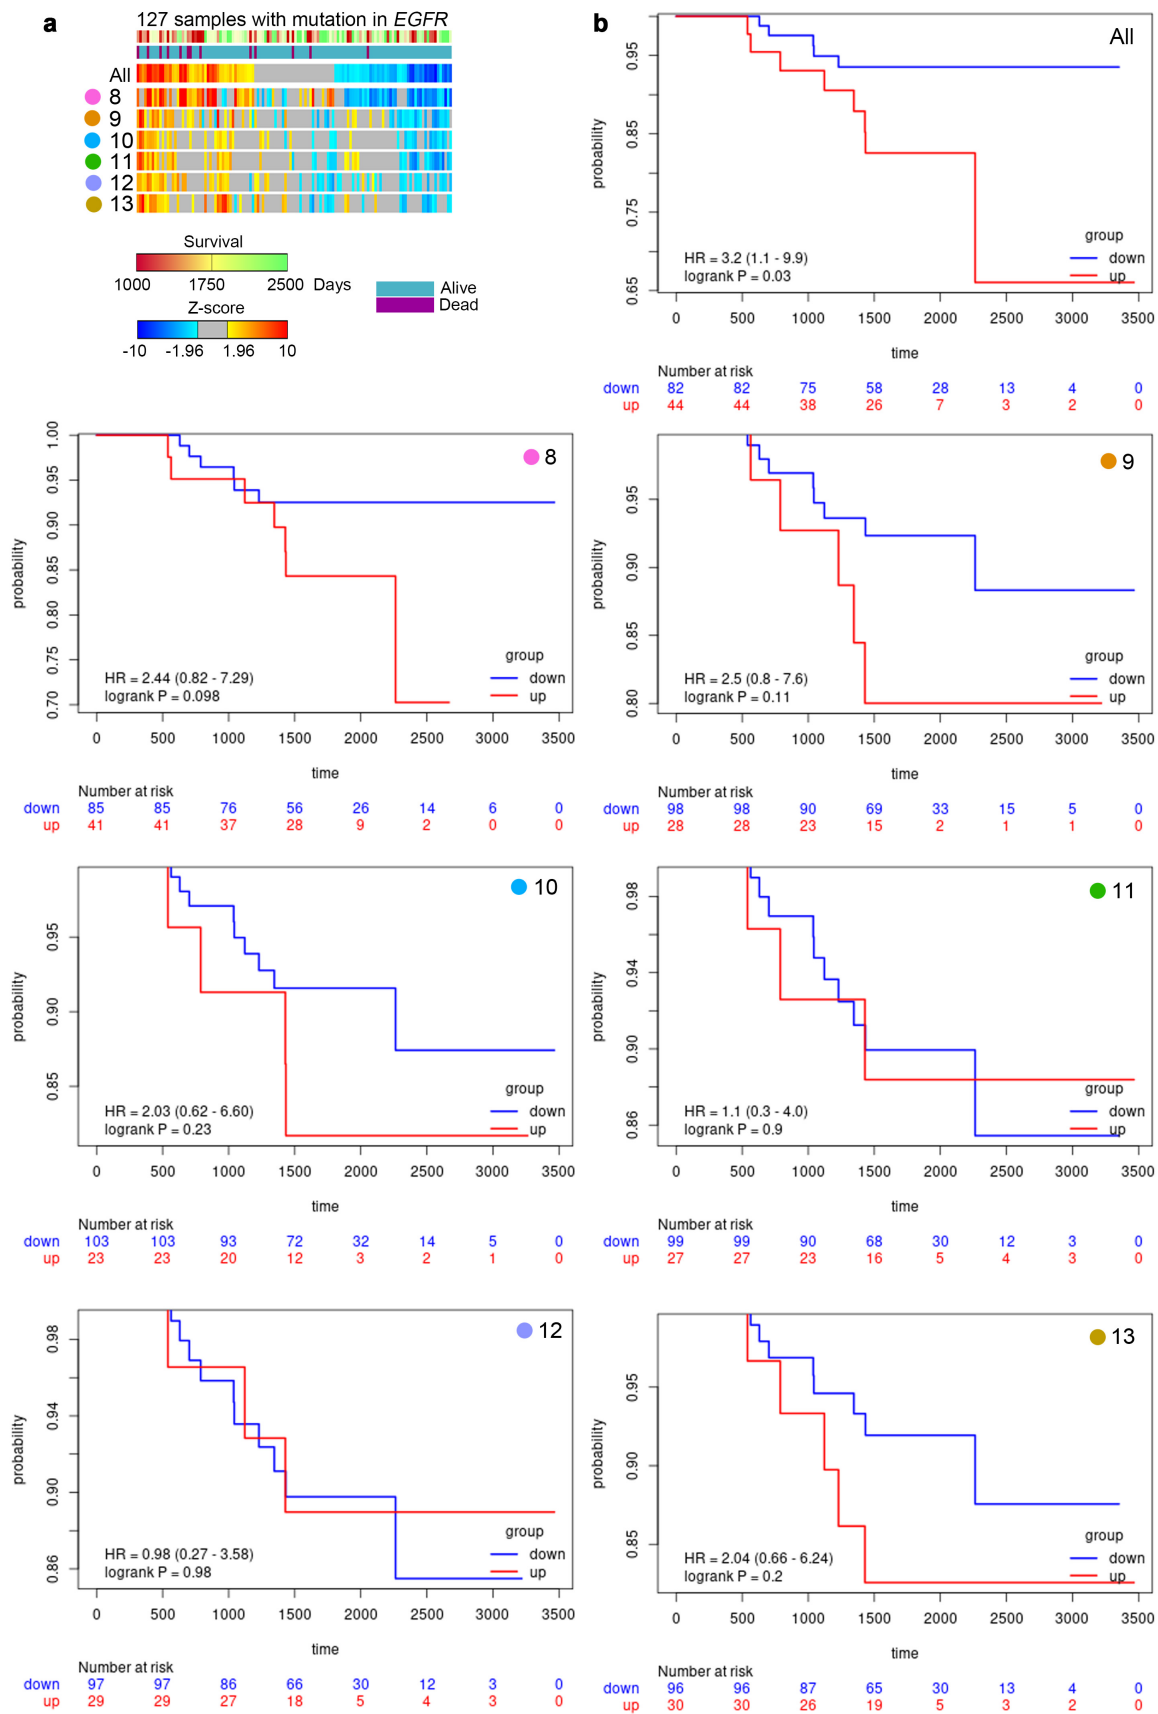 a
127 samples with mutation in EGFR
All
8
9
10
11
12
13
Survival
1000 1750 2500 Days
Z-score
-10 -1.96 1.96 10
Alive
Dead
b
All
probability
0.95
0.85
0.75
0.65
HR = 3.2 (1.1 - 9.9)
logrank P = 0.03
group
down
up
0 500 1000 1500 2000 2500 3000 3500
time
Number at risk
down 82 82 75 58 28 13 4 0
up 44 44 38 26 7 3 2 0
8
probability
1.00
0.95
0.90
0.85
0.80
0.75
0.70
HR = 2.44 (0.82 - 7.29)
logrank P = 0.098
group
down
up
0 500 1000 1500 2000 2500 3000 3500
time
Number at risk
down 85 85 76 56 26 14 6 0
up 41 41 37 28 9 2 0 0
9
probability
0.95
0.90
0.85
0.80
HR = 2.5 (0.8 - 7.6)
logrank P = 0.11
group
down
up
0 500 1000 1500 2000 2500 3000 3500
time
Number at risk
down 98 98 90 69 33 15 5 0
up 28 28 23 15 2 1 1 0
10
probability
0.95
0.90
0.85
HR = 2.03 (0.62 - 6.60)
logrank P = 0.23
group
down
up
0 500 1000 1500 2000 2500 3000 3500
time
Number at risk
down 103 103 93 72 32 14 5 0
up 23 23 20 12 3 2 1 0
11
probability
0.98
0.94
0.90
0.86
HR = 1.1 (0.3 - 4.0)
logrank P = 0.9
group
down
up
0 500 1000 1500 2000 2500 3000 3500
time
Number at risk
down 99 99 90 68 30 12 3 0
up 27 27 23 16 5 4 3 0
12
probability
0.98
0.94
0.90
0.86
HR = 0.98 (0.27 - 3.58)
logrank P = 0.98
group
down
up
0 500 1000 1500 2000 2500 3000 3500
time
Number at risk
down 97 97 86 66 30 12 3 0
up 29 29 27 18 5 4 3 0
13
probability
0.95
0.90
0.85
HR = 2.04 (0.66 - 6.24)
logrank P = 0.2
group
down
up
0 500 1000 1500 2000 2500 3000 3500
time
Number at risk
down 96 96 87 65 30 13 4 0
up 30 30 26 19 5 3 2 0